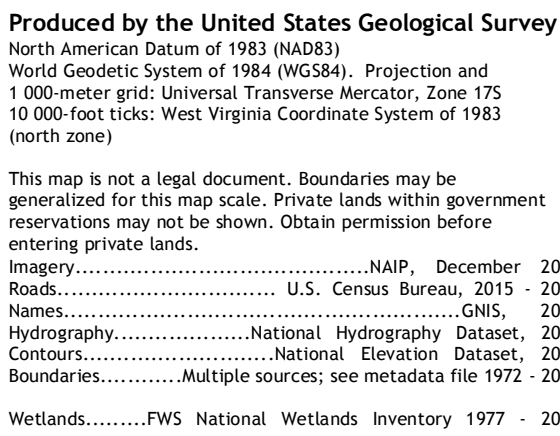 Produced by the United States Geological Survey
North American Datum of 1983 (NAD83)
World Geodetic System of 1984 (WGS84).  Projection and
1 000-meter grid: Universal Transverse Mercator, Zone 17S
10 000-foot ticks: West Virginia Coordinate System of 1983
(north zone)
This map is not a legal document. Boundaries may be
generalized for this map scale. Private lands within government
reservations may not be shown. Obtain permission before
entering private lands.
Imagery..........................................NAIP, December 20
Roads............................... U.S. Census Bureau, 2015 - 20
Names.........................................................GNIS, 20
Hydrography...................National Hydrography Dataset, 20
Contours...........................National Elevation Dataset, 20
Boundaries............Multiple sources; see metadata file 1972 - 20
Wetlands.........FWS National Wetlands Inventory 1977 - 20